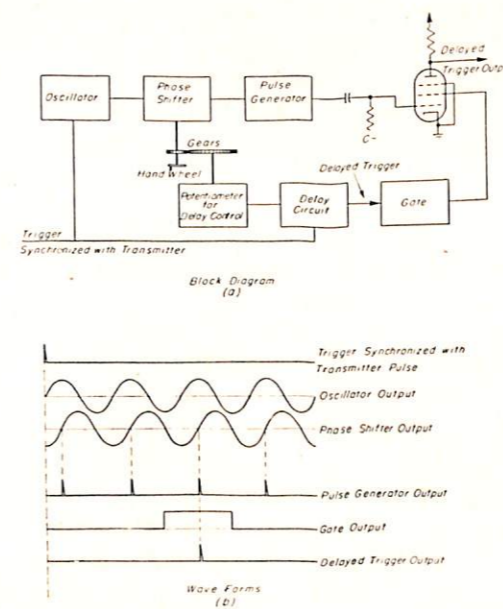 Delayed
Trigger Output
Oscillator
Phase
Shifter
Pulse
Generator
C-
Gears
Hand Wheel
Delayed Trigger
Potentiometer
for
Delay Control
Delay
Circuit
Gate
Trigger
Synchronized with Transmitter
Block Diagram
(a)
Trigger Synchronized with
Transmitter Pulse
Oscillator Output
Phase Shifter Output
Pulse Generator Output
Gate Output
Delayed Trigger Output
Wave Forms
(b)